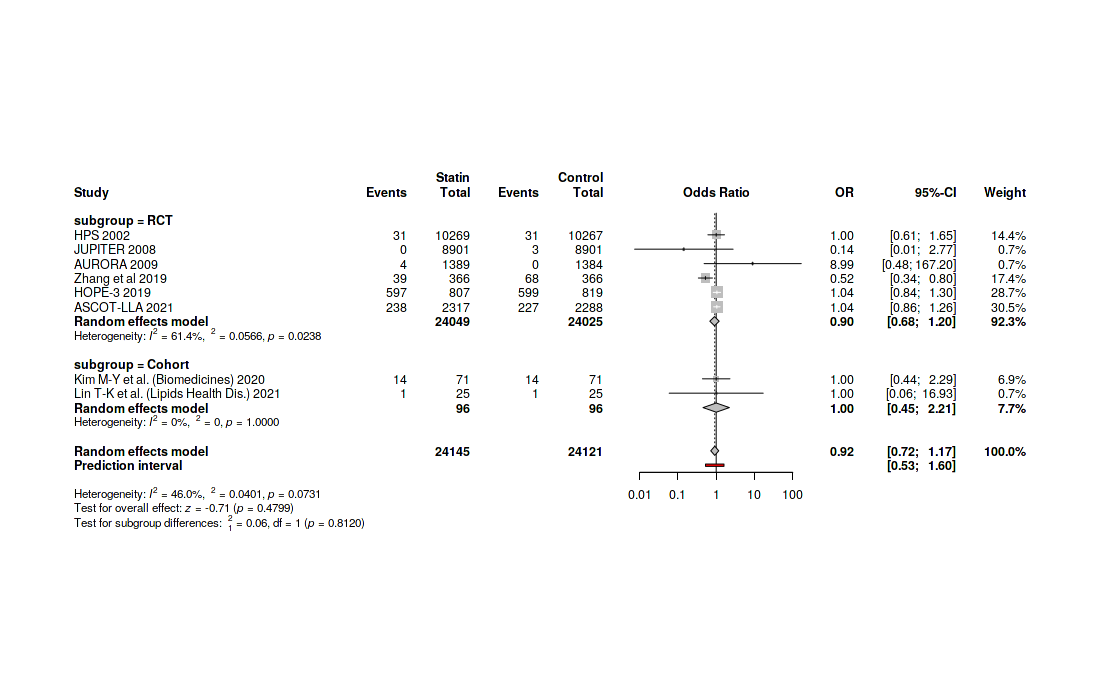 Statin Control
Study Events Total Events Total Odds Ratio OR 95%-CI Weight
subgroup = RCT
HPS 2002 31 10269 31 10267 1.00 [0.61; 1.65] 14.4%
JUPITER 2008 0 8901 3 8901 0.14 [0.01; 2.77] 0.7%
AURORA 2009 4 1389 0 1384 8.99 [0.48; 167.20] 0.7%
Zhang et al 2019 39 366 68 366 0.52 [0.34; 0.80] 17.4%
HOPE-3 2019 597 807 599 819 1.04 [0.84; 1.30] 28.7%
ASCOT-LLA 2021 238 2317 227 2288 1.04 [0.86; 1.26] 30.5%
Random effects model 24049 24025 0.90 [0.68; 1.20] 92.3%
Heterogeneity: I² = 61.4%, ² = 0.0566, p = 0.0238
subgroup = Cohort
Kim M-Y et al. (Biomedicines) 2020 14 71 14 71 1.00 [0.44; 2.29] 6.9%
Lin T-K et al. (Lipids Health Dis.) 2021 1 25 1 25 1.00 [0.06; 16.93] 0.7%
Random effects model 96 96 1.00 [0.45; 2.21] 7.7%
Heterogeneity: I² = 0%, ² = 0, p = 1.0000
Random effects model 24145 24121 0.92 [0.72; 1.17] 100.0%
Prediction interval [0.53; 1.60]
0.01 0.1 1 10 100
Heterogeneity: I² = 46.0%, ² = 0.0401, p = 0.0731
Test for overall effect: z = -0.71 (p = 0.4799)
Test for subgroup differences: ²₁ = 0.06, df = 1 (p = 0.8120)